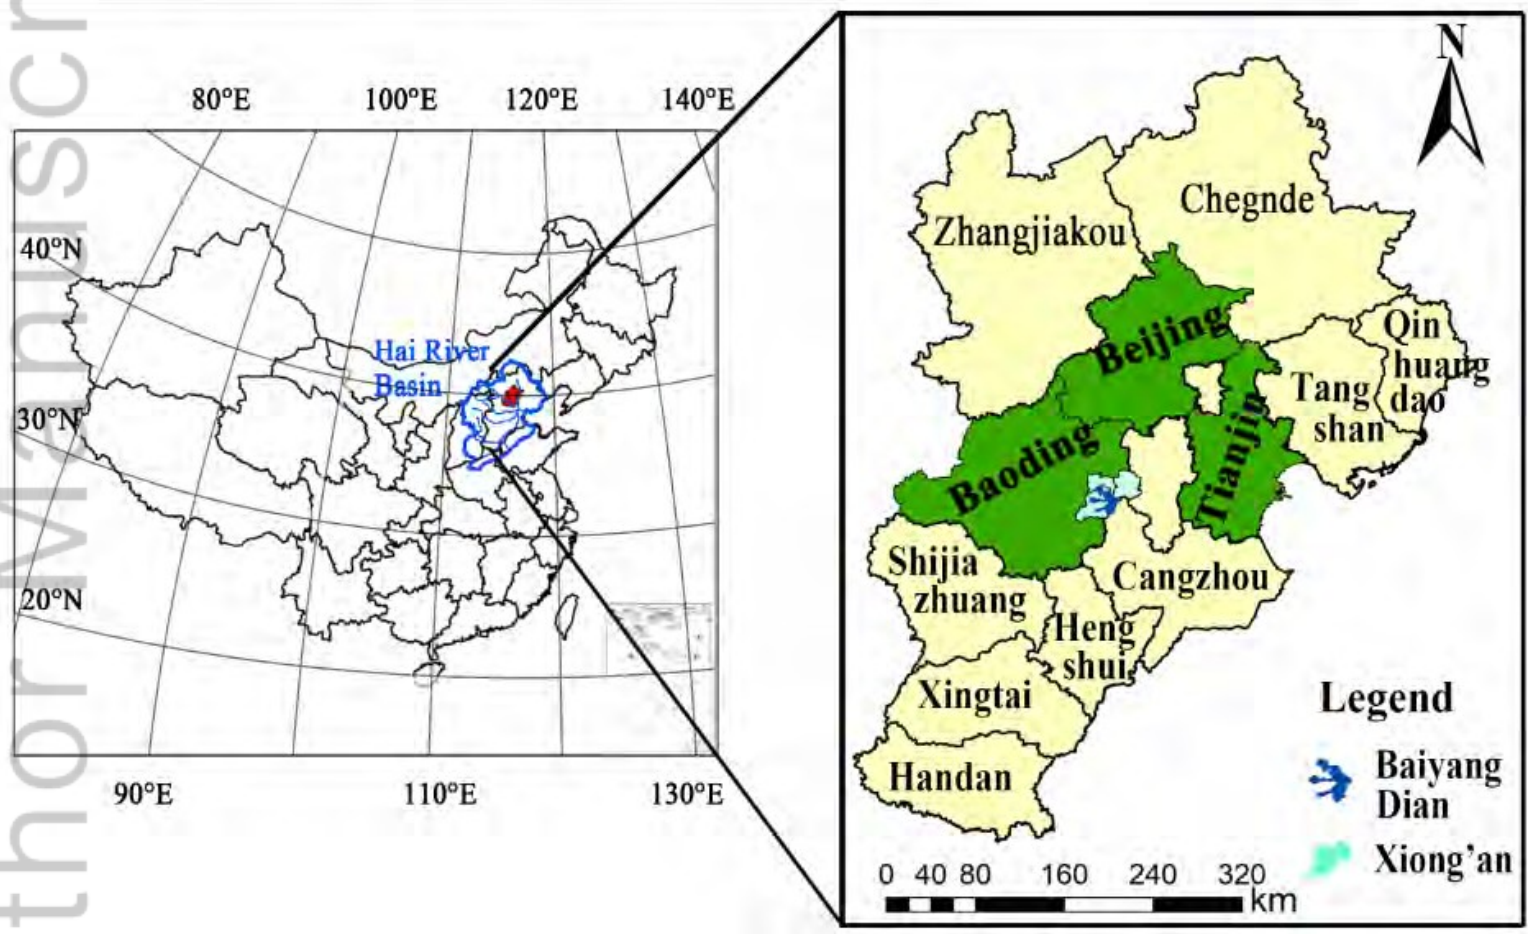 thor Manuscr
80°E 100°E 120°E 140°E
40°N
30°N
20°N
90°E 110°E 130°E
Hai River
Basin
N
Zhangjiakou
Chegnde
Beijing
Qin
huang
dao
Tang
shan
Tianjin
Baoding
Shijia
zhuang
Cangzhou
Heng
shui
Xingtai
Handan
Legend
Baiyang
Dian
Xiong’an
0 40 80 160 240 320
km